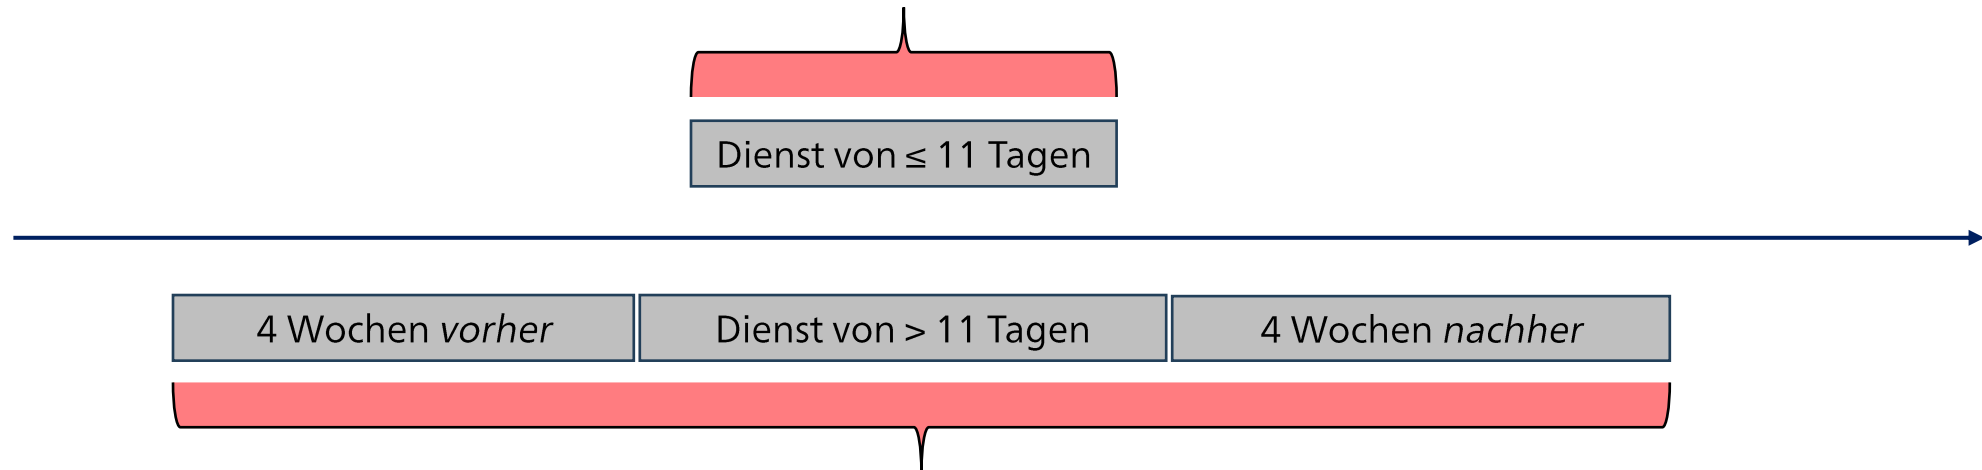 Dienst von ≤ 11 Tagen
4 Wochen vorher
Dienst von > 11 Tagen
4 Wochen nachher